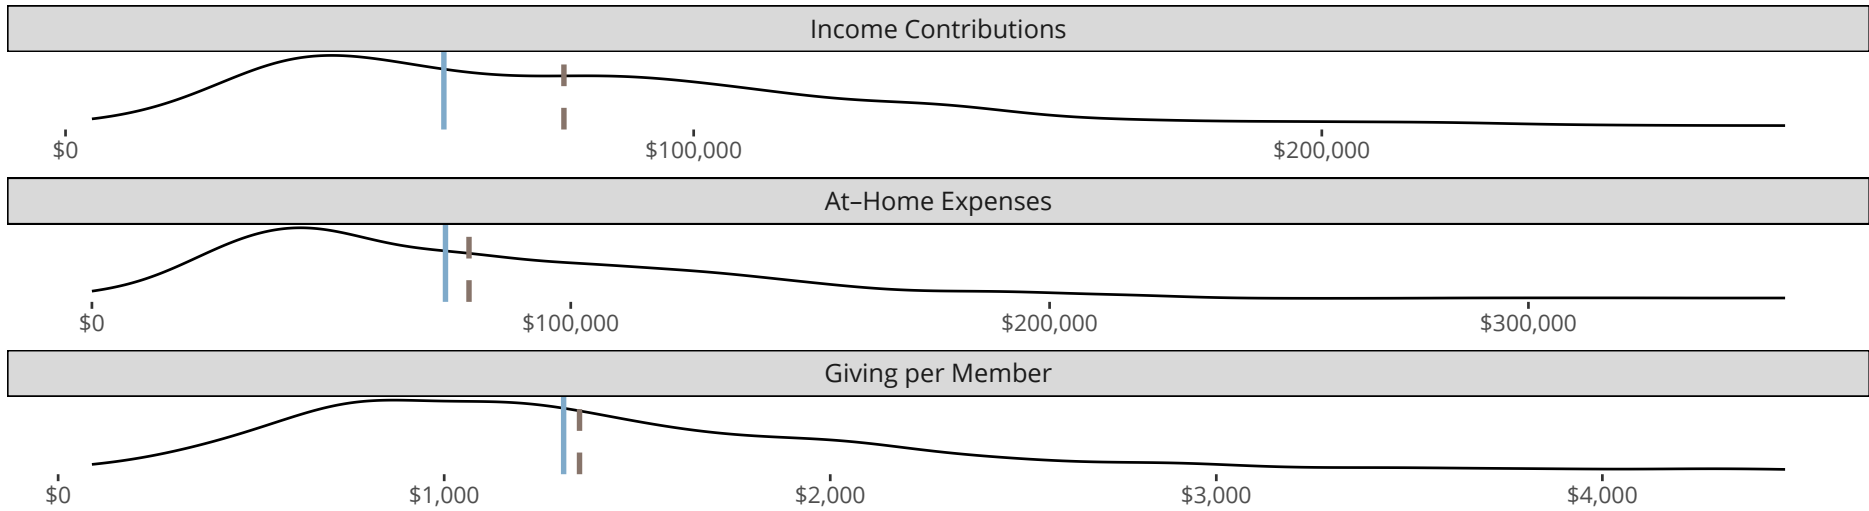 Income Contributions
$0 $100,000 $200,000
At–Home Expenses
$0 $100,000 $200,000 $300,000
Giving per Member
$0 $1,000 $2,000 $3,000 $4,000